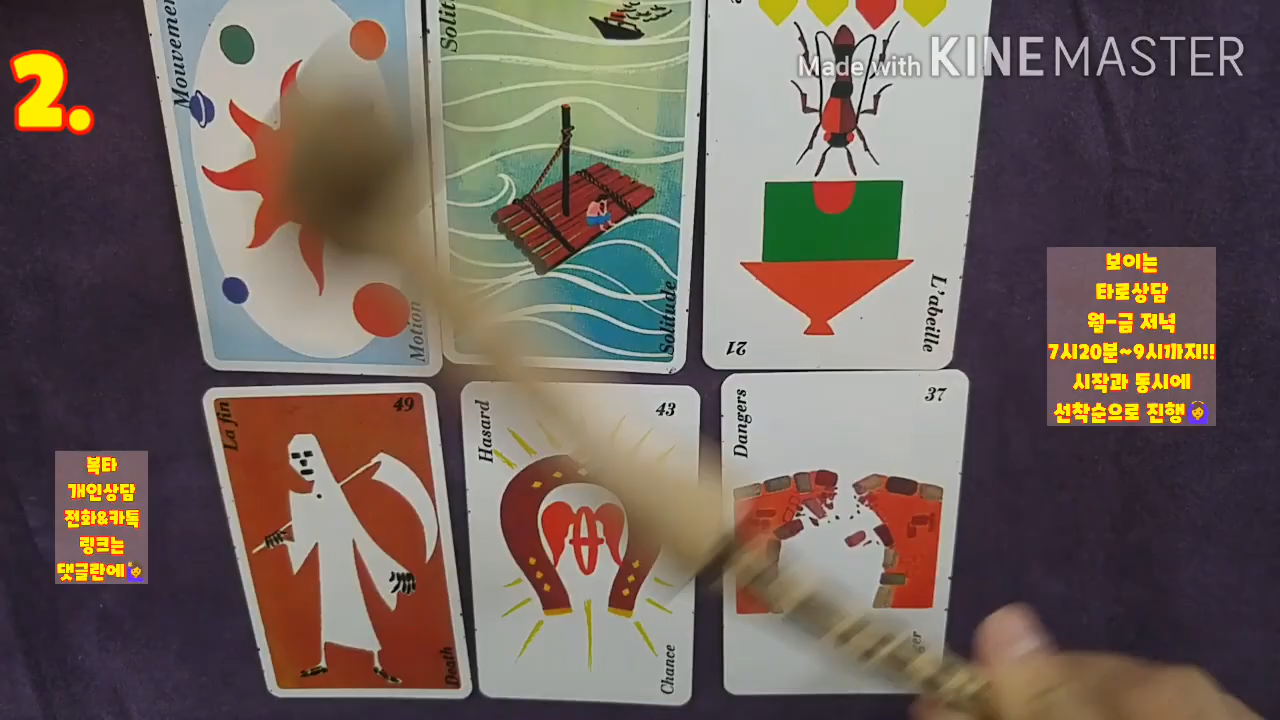 2.
Made with KINEMASTER
Mouvemen
Motion
Solit
Solitude
L'abeille
21
La fin
49
Death
Hasard
43
Chance
Dangers
37
ger
보이는
타로상담
월-금 저녁
7시20분~9시까지!!
시작과 동시에
선착순으로 진행
복타
개인상담
전화&카톡
링크는
댓글란에